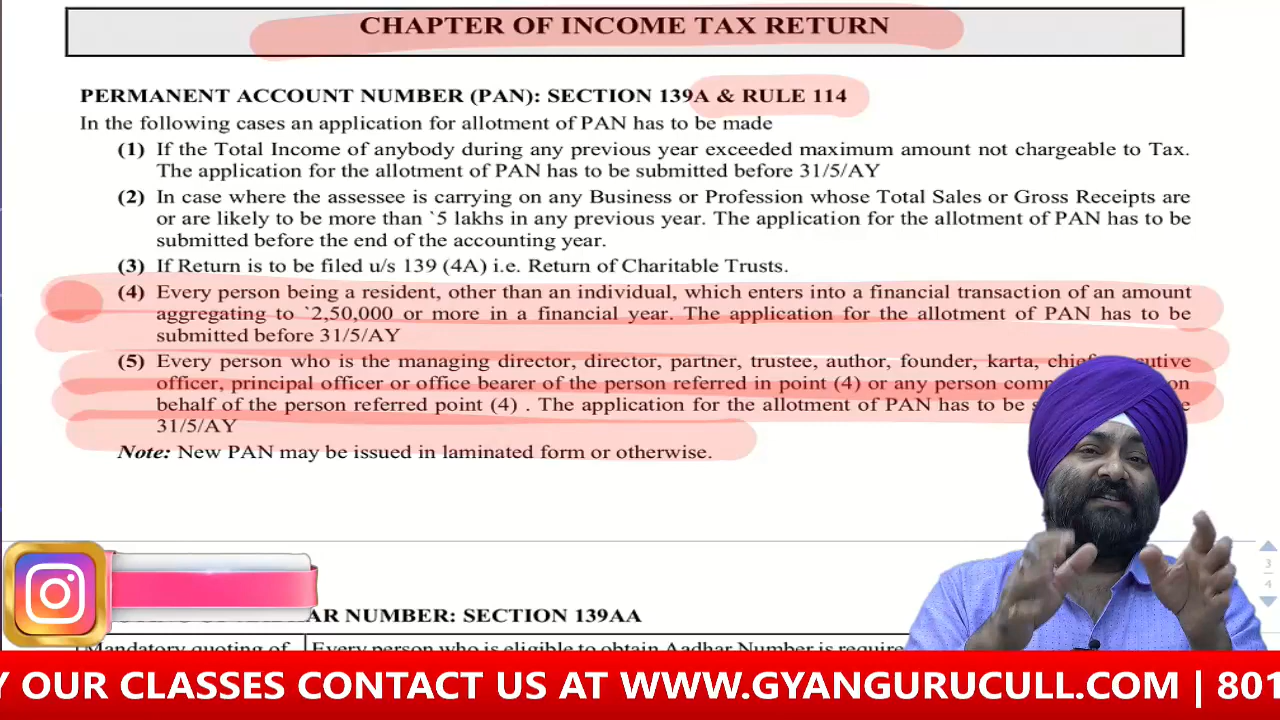 CHAPTER OF INCOME TAX RETURN
PERMANENT ACCOUNT NUMBER (PAN): SECTION 139A & RULE 114
In the following cases an application for allotment of PAN has to be made
(1) If the Total Income of anybody during any previous year exceeded maximum amount not chargeable to Tax.
The application for the allotment of PAN has to be submitted before 31/5/AY
(2) In case where the assessee is carrying on any Business or Profession whose Total Sales or Gross Receipts are
or are likely to be more than `5 lakhs in any previous year. The application for the allotment of PAN has to be
submitted before the end of the accounting year.
(3) If Return is to be filed u/s 139 (4A) i.e. Return of Charitable Trusts.
(4) Every person being a resident, other than an individual, which enters into a financial transaction of an amount
aggregating to `2,50,000 or more in a financial year. The application for the allotment of PAN has to be
submitted before 31/5/AY
(5) Every person who is the managing director, director, partner, trustee, author, founder, karta,
officer, principal officer or office bearer of the person referred in point (4) or any person
behalf of the person referred point (4) . The application for the allotment of PAN has to be
31/5/AY
Note: New PAN may be issued in laminated form or otherwise.
3
4
NUMBER: SECTION 139AA
Mandatory quoting of Every person who is eligible to obtain Aadhar Number is
Y OUR CLASSES CONTACT US AT WWW.GYANGURUCULL.COM | 801